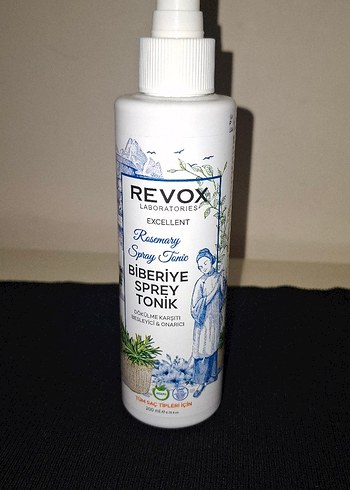 REVOX
LABORATORIES
EXCELLENT
Rosemary
Spray Tonic
BİBERİYE
SPREY
TONİK
DÖKÜLME KARŞITI
BESLEYİCİ & ONARICI
TÜM SAÇ TİPLERİ İÇİN